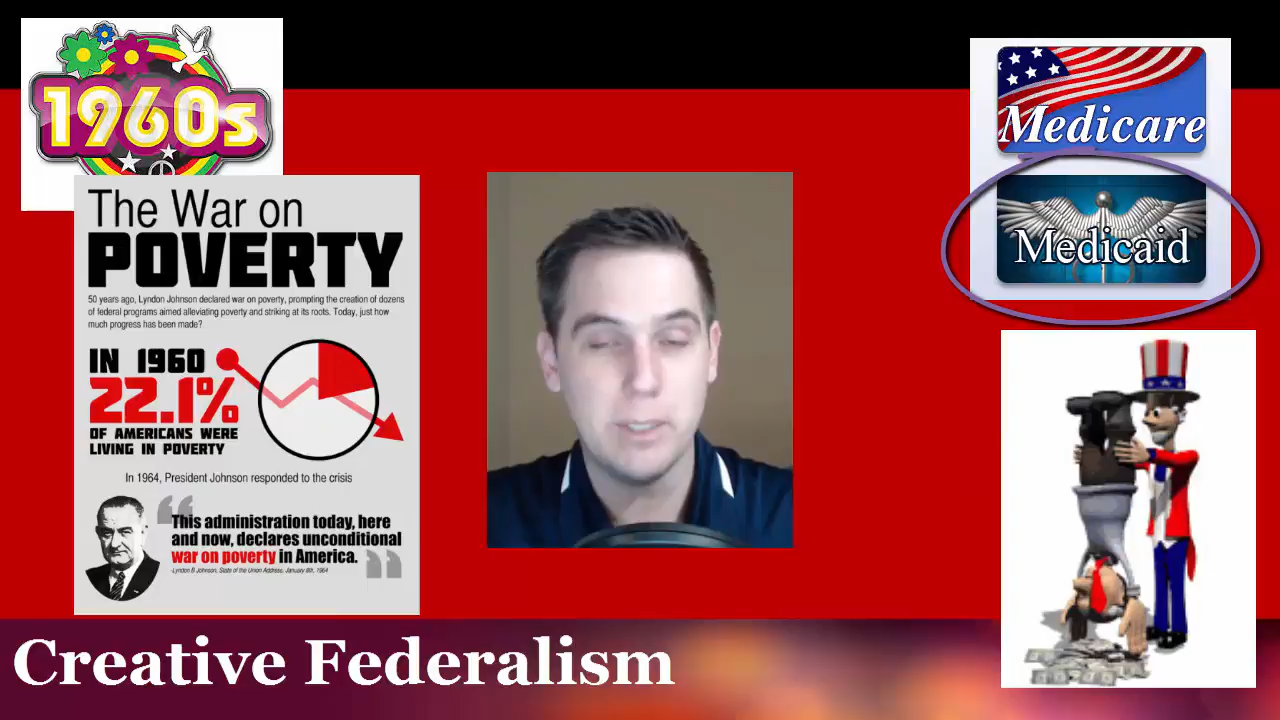 1960s
The War on
POVERTY
50 years ago, Lyndon Johnson declared war on poverty, prompting the creation of dozens
of federal programs aimed alleviating poverty and striking at its roots. Today, just how
much progress has been made?
IN 1960
22.1%
OF AMERICANS WERE
LIVING IN POVERTY
In 1964, President Johnson responded to the crisis
“
This administration today, here
and now, declares unconditional
war on poverty in America.
”
-Lyndon B Johnson, State of the Union Address, January 8th, 1964
Medicare
Medicaid
Creative Federalism